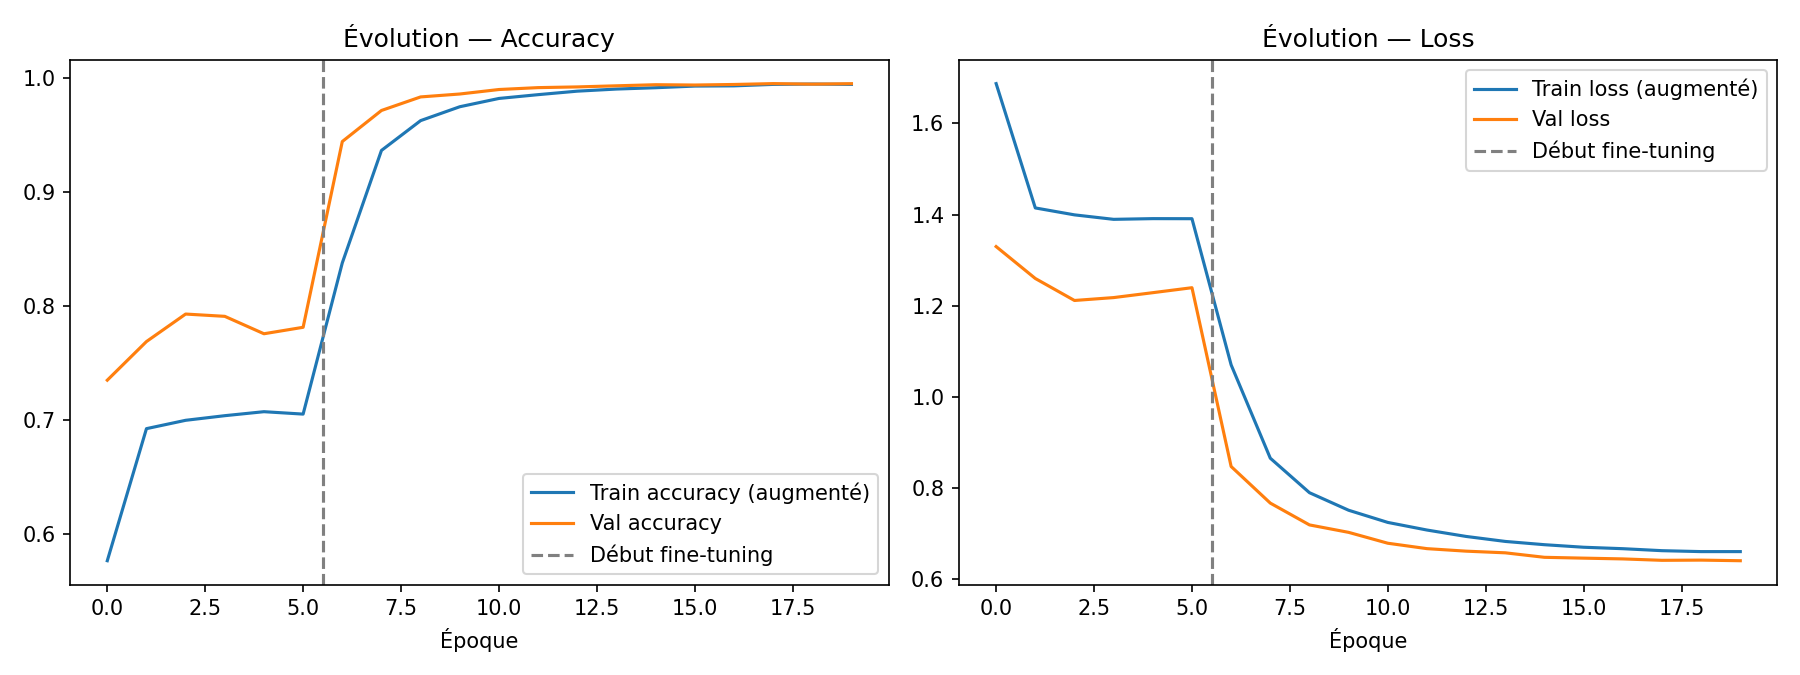 Évolution — Accuracy
1.0
0.9
0.8
0.7
0.6
Train accuracy (augmenté)
Val accuracy
Début fine-tuning
0.0 2.5 5.0 7.5 10.0 12.5 15.0 17.5
Époque
Évolution — Loss
1.6
1.4
1.2
1.0
0.8
0.6
Train loss (augmenté)
Val loss
Début fine-tuning
0.0 2.5 5.0 7.5 10.0 12.5 15.0 17.5
Époque